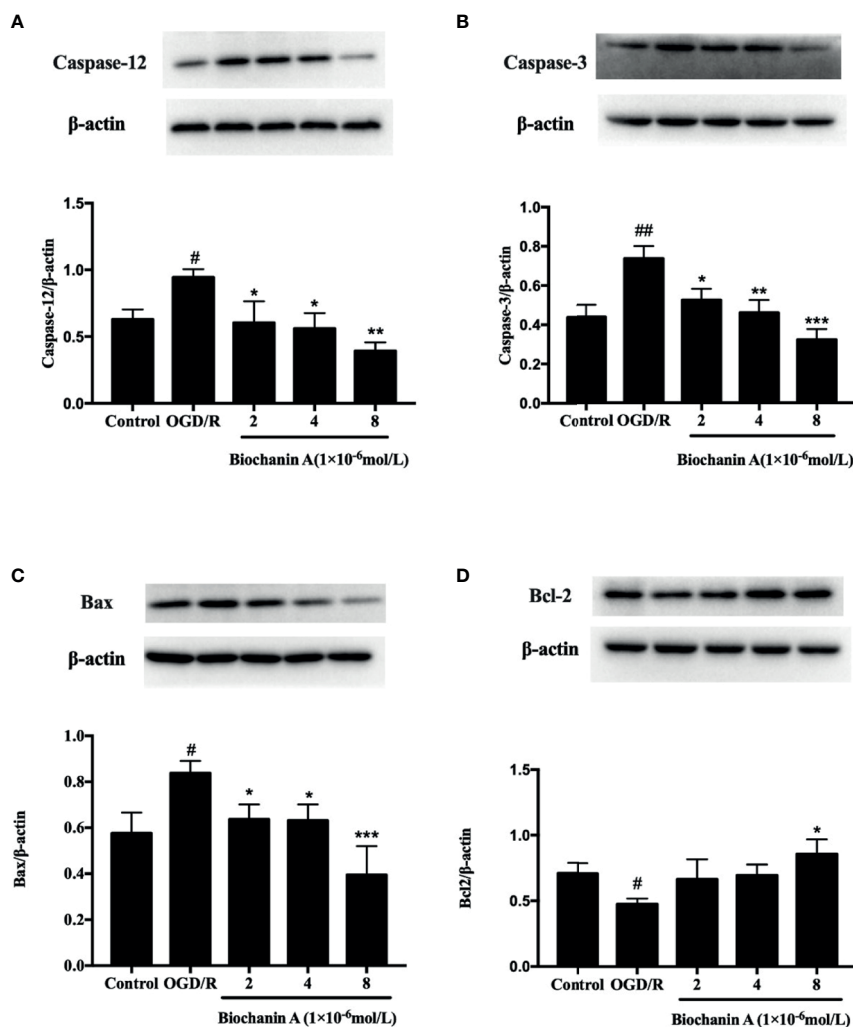 A
Caspase-12
β-actin
1.5
1.0
0.5
0.0
Caspase-12/β-actin
#
*
*
**
Control OGD/R 2 4 8
Biochanin A(1×10⁻⁶mol/L)
B
Caspase-3
β-actin
1.0
0.8
0.6
0.4
0.2
0.0
Caspase-3/β-actin
##
*
**
***
Control OGD/R 2 4 8
Biochanin A(1×10⁻⁶mol/L)
C
Bax
β-actin
1.0
0.8
0.6
0.4
0.2
0.0
Bax/β-actin
#
*
*
***
Control OGD/R 2 4 8
Biochanin A (1×10⁻⁶mol/L)
D
Bcl-2
β-actin
1.5
1.0
0.5
0.0
Bcl2/β-actin
#
*
Control OGD/R 2 4 8
Biochanin A (1×10⁻⁶mol/L)